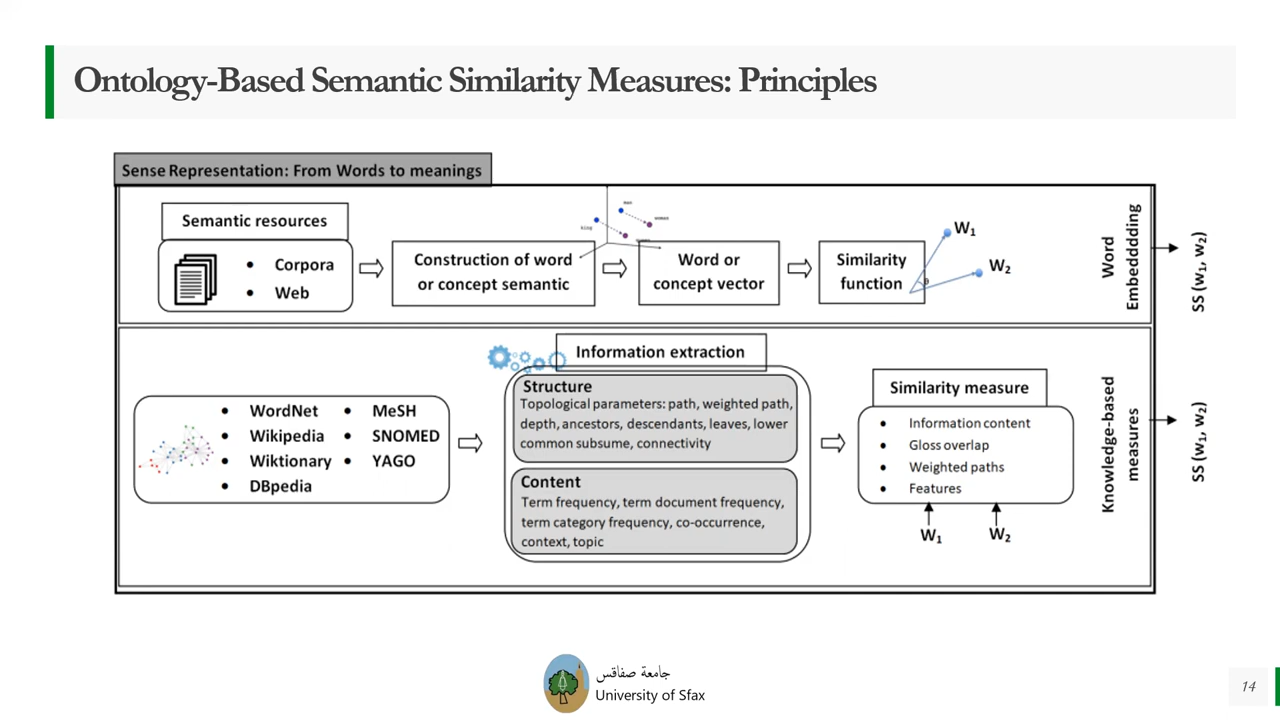 Ontology-Based Semantic Similarity Measures: Principles
Sense Representation: From Words to meanings
Semantic resources
• Corpora
• Web
Construction of word
or concept semantic
man
woman
king
Word or
concept vector
Similarity
function
θ
W1
W2
Word
Embedddding
SS (w1, w2)
Information extraction
• WordNet
• Wikipedia
• Wiktionary
• DBpedia
• MeSH
• SNOMED
• YAGO
Structure
Topological parameters: path, weighted path,
depth, ancestors, descendants, leaves, lower
common subsume, connectivity
Content
Term frequency, term document frequency,
term category frequency, co-occurrence,
context, topic
Similarity measure
• Information content
• Gloss overlap
• Weighted paths
• Features
W1
W2
Knowledge-based
measures
SS (w1, w2)
جامعة صفاقس
University of Sfax
14